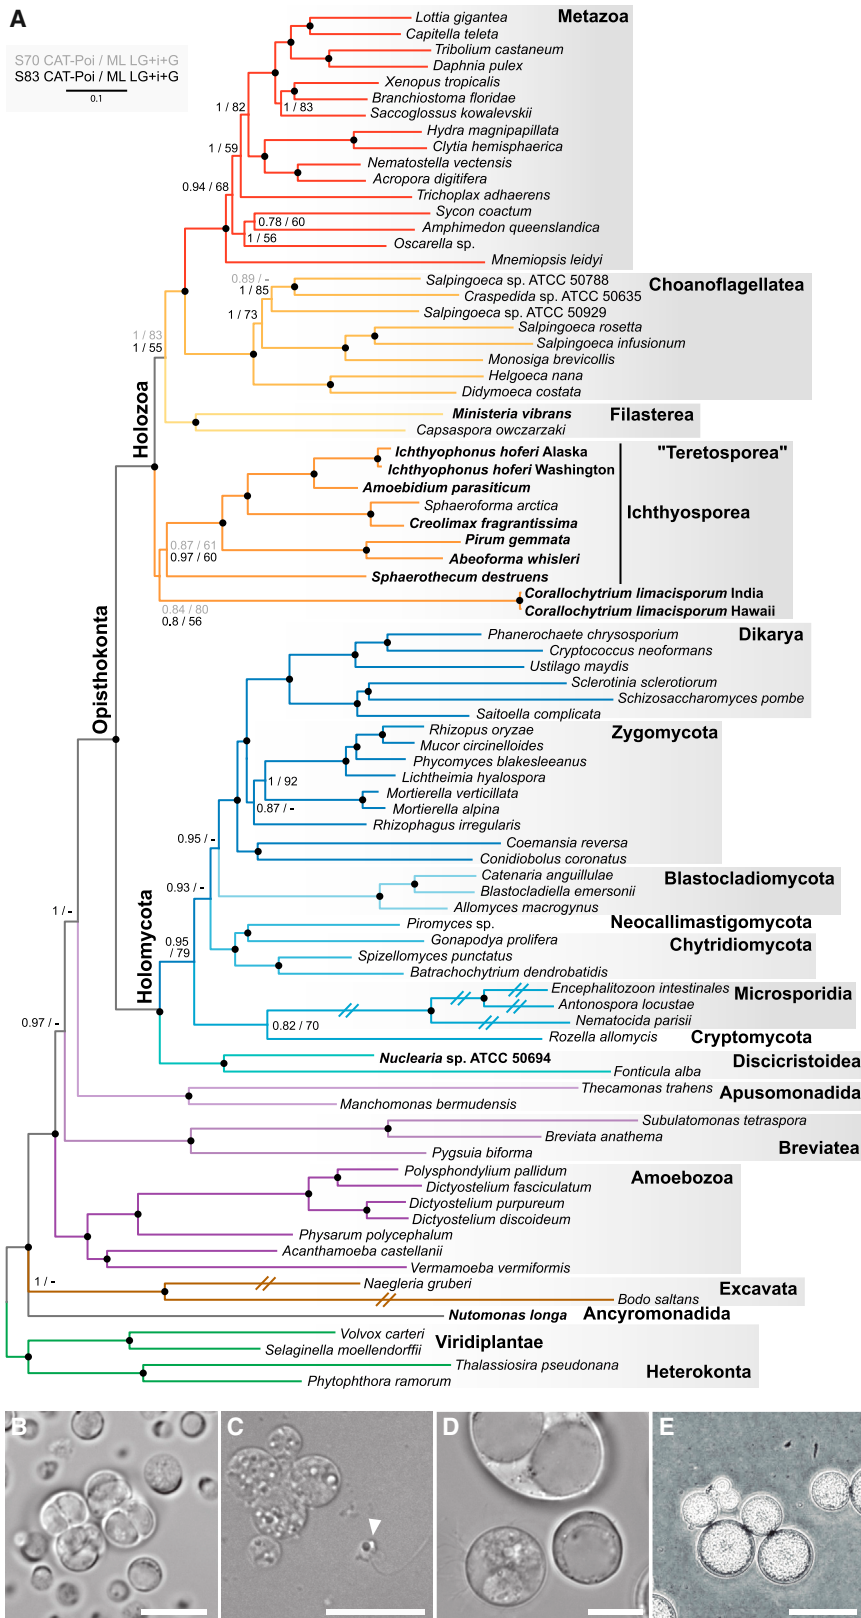 A
S70 CAT-Poi / ML LG+i+G
S83 CAT-Poi / ML LG+i+G
0.1
Metazoa
Lottia gigantea
Capitella teleta
Tribolium castaneum
Daphnia pulex
Xenopus tropicalis
Branchiostoma floridae
1 / 83
1 / 82
Saccoglossus kowalevskii
Hydra magnipapillata
Clytia hemisphaerica
1 / 59
Nematostella vectensis
Acropora digitifera
0.94 / 68
Trichoplax adhaerens
Sycon coactum
0.78 / 60
Amphimedon queenslandica
1 / 56
Oscarella sp.
Mnemiopsis leidyi
Choanoflagellatea
0.89 / -
Salpingoeca sp. ATCC 50788
1 / 85
Craspedida sp. ATCC 50635
1 / 73
Salpingoeca sp. ATCC 50929
Salpingoeca rosetta
1 / 83
1 / 55
Salpingoeca infusionum
Monosiga brevicollis
Helgoeca nana
Didymoeca costata
Holozoa
Ministeria vibrans
Filasterea
Capsaspora owczarzaki
Ichthyophonus hoferi Alaska
"Teretosporea"
Ichthyophonus hoferi Washington
Amoebidium parasiticum
Sphaeroforma arctica
Ichthyosporea
Creolimax fragrantissima
0.87 / 61
0.97 / 60
Pirum gemmata
Abeoforma whisleri
Sphaerothecum destruens
Corallochytrium limacisporum India
0.84 / 80
0.8 / 56
Corallochytrium limacisporum Hawaii
Opisthokonta
Phanerochaete chrysosporium
Dikarya
Cryptococcus neoformans
Ustilago maydis
Sclerotinia sclerotiorum
Schizosaccharomyces pombe
Saitoella complicata
Rhizopus oryzae
Zygomycota
Mucor circinelloides
Phycomyces blakesleeanus
1 / 92
Lichtheimia hyalospora
Mortierella verticillata
0.87 / -
Mortierella alpina
Rhizophagus irregularis
0.95 / -
Coemansia reversa
Conidiobolus coronatus
Catenaria anguillulae
Blastocladiomycota
0.93 / -
Blastocladiella emersonii
Allomyces macrogynus
1 / -
Piromyces sp.
Neocallimastigomycota
0.95
/ 79
Gonapodya prolifera
Chytridiomycota
Spizellomyces punctatus
Batrachochytrium dendrobatidis
Holomycota
Encephalitozoon intestinales
Microsporidia
Antonospora locustae
0.97 / -
0.82 / 70
Nematocida parisii
Rozella allomycis
Cryptomycota
Nuclearia sp. ATCC 50694
Discicristoidea
Fonticula alba
Thecamonas trahens
Apusomonadida
Manchomonas bermudensis
Subulatomonas tetraspora
Breviata anathema
Breviatea
Pygsuia biforma
Polysphondylium pallidum
Amoebozoa
Dictyostelium fasciculatum
Dictyostelium purpureum
Dictyostelium discoideum
Physarum polycephalum
Acanthamoeba castellanii
Vermamoeba vermiformis
1 / -
Naegleria gruberi
Excavata
Bodo saltans
Nutomonas longa
Ancyromonadida
Volvox carteri
Viridiplantae
Selaginella moellendorffii
Thalassiosira pseudonana
Heterokonta
Phytophthora ramorum
B
C
D
E